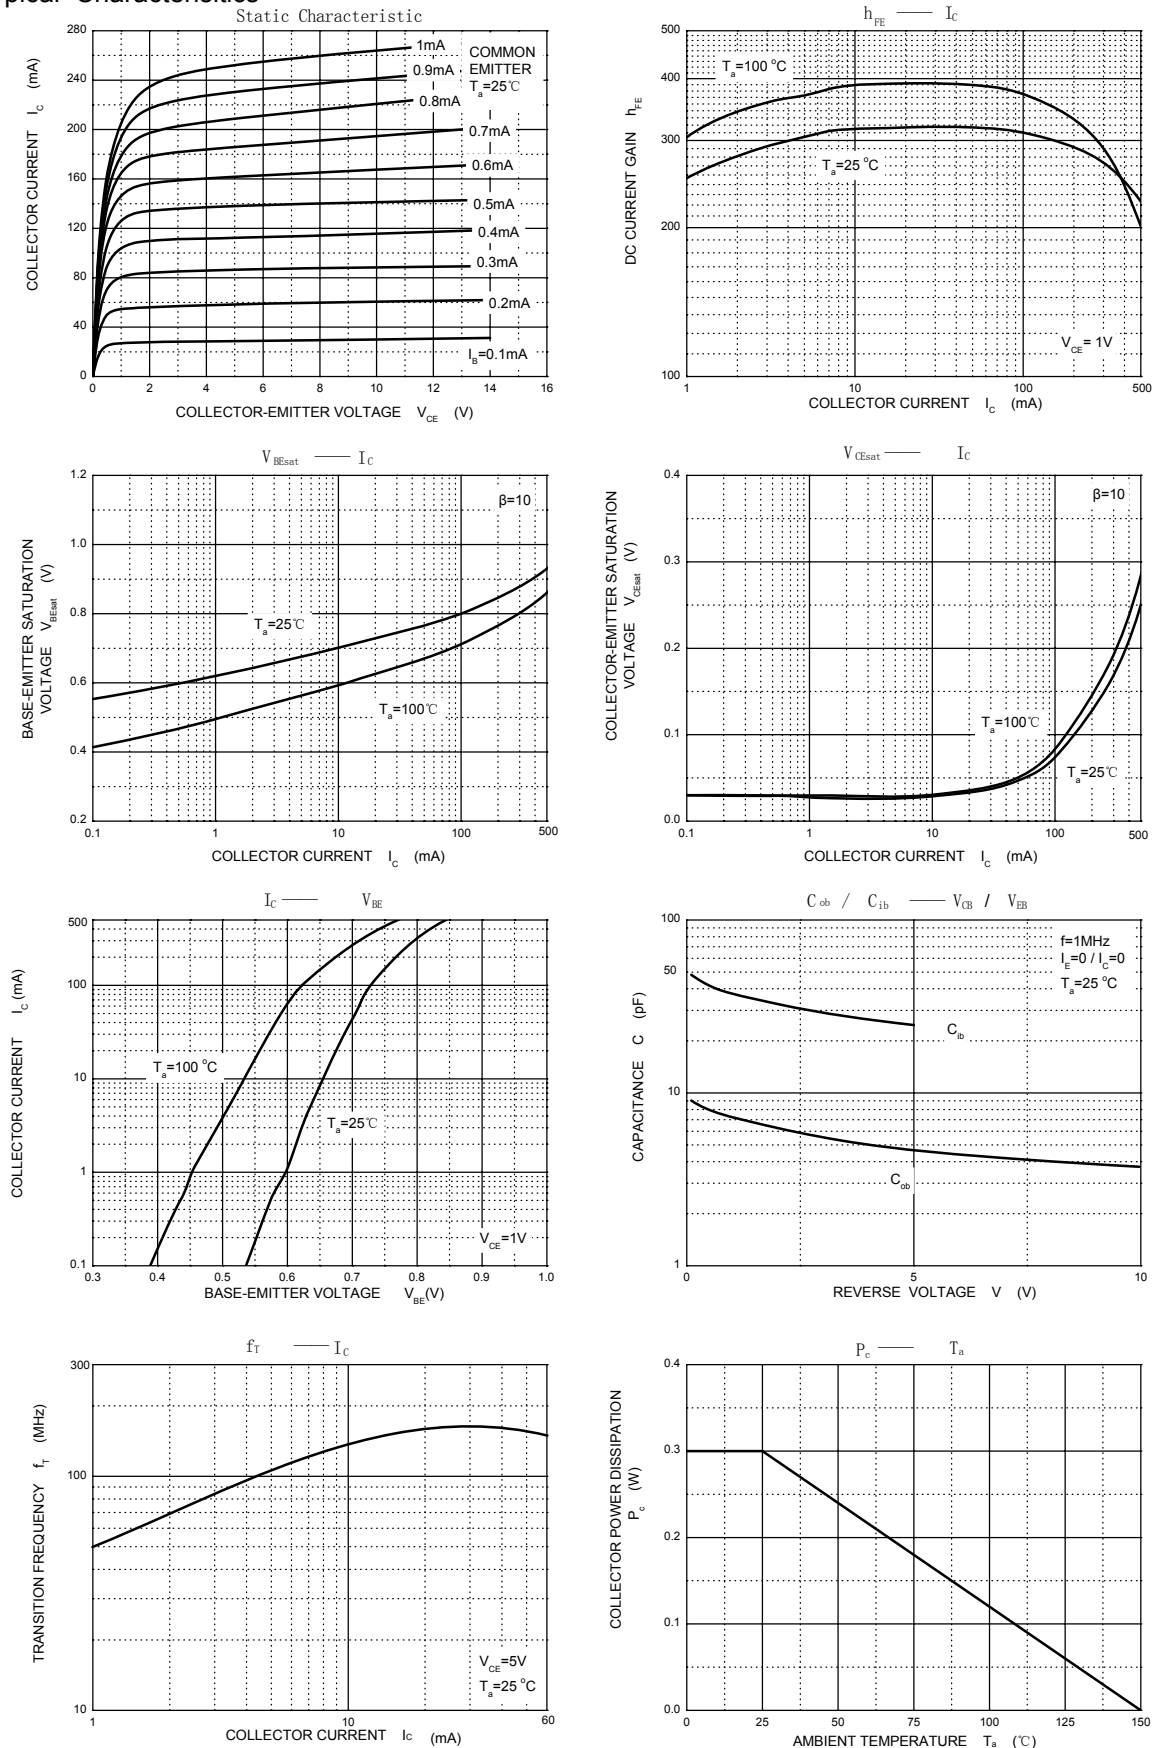 pical Characteristics
Static Characteristic
COLLECTOR CURRENT I_C (mA)
280
240
200
160
120
80
40
0
1mA
0.9mA
0.8mA
0.7mA
0.6mA
0.5mA
0.4mA
0.3mA
0.2mA
I_B=0.1mA
COMMON
EMITTER
T_a=25℃
0 2 4 6 8 10 12 14 16
COLLECTOR-EMITTER VOLTAGE V_CE (V)
h_FE —— I_C
DC CURRENT GAIN h_FE
500
400
300
200
100
T_a=100 °C
T_a=25 °C
V_CE= 1V
1 10 100 500
COLLECTOR CURRENT I_C (mA)
V_BEsat —— I_C
BASE-EMITTER SATURATION
VOLTAGE V_BEsat (V)
1.2
1.0
0.8
0.6
0.4
0.2
β=10
T_a=25℃
T_a=100℃
0.1 1 10 100 500
COLLECTOR CURRENT I_C (mA)
V_CEsat —— I_C
COLLECTOR-EMITTER SATURATION
VOLTAGE V_CEsat (V)
0.4
0.3
0.2
0.1
0.0
β=10
T_a=100℃
T_a=25℃
0.1 1 10 100 500
COLLECTOR CURRENT I_C (mA)
I_C —— V_BE
COLLECTOR CURRENT I_C (mA)
500
100
10
1
0.1
T_a=100 °C
T_a=25℃
V_CE=1V
0.3 0.4 0.5 0.6 0.7 0.8 0.9 1.0
BASE-EMITTER VOLTAGE V_BE(V)
C_ob / C_ib —— V_CB / V_EB
CAPACITANCE C (pF)
100
50
10
1
f=1MHz
I_E=0 / I_C=0
T_a=25 °C
C_ib
C_ob
0 5 10
REVERSE VOLTAGE V (V)
f_T —— I_C
TRANSITION FREQUENCY f_T (MHz)
300
100
10
V_CE=5V
T_a=25 °C
1 10 60
COLLECTOR CURRENT Ic (mA)
P_c —— T_a
COLLECTOR POWER DISSIPATION
P_c (W)
0.4
0.3
0.2
0.1
0.0
0 25 50 75 100 125 150
AMBIENT TEMPERATURE T_a (℃)